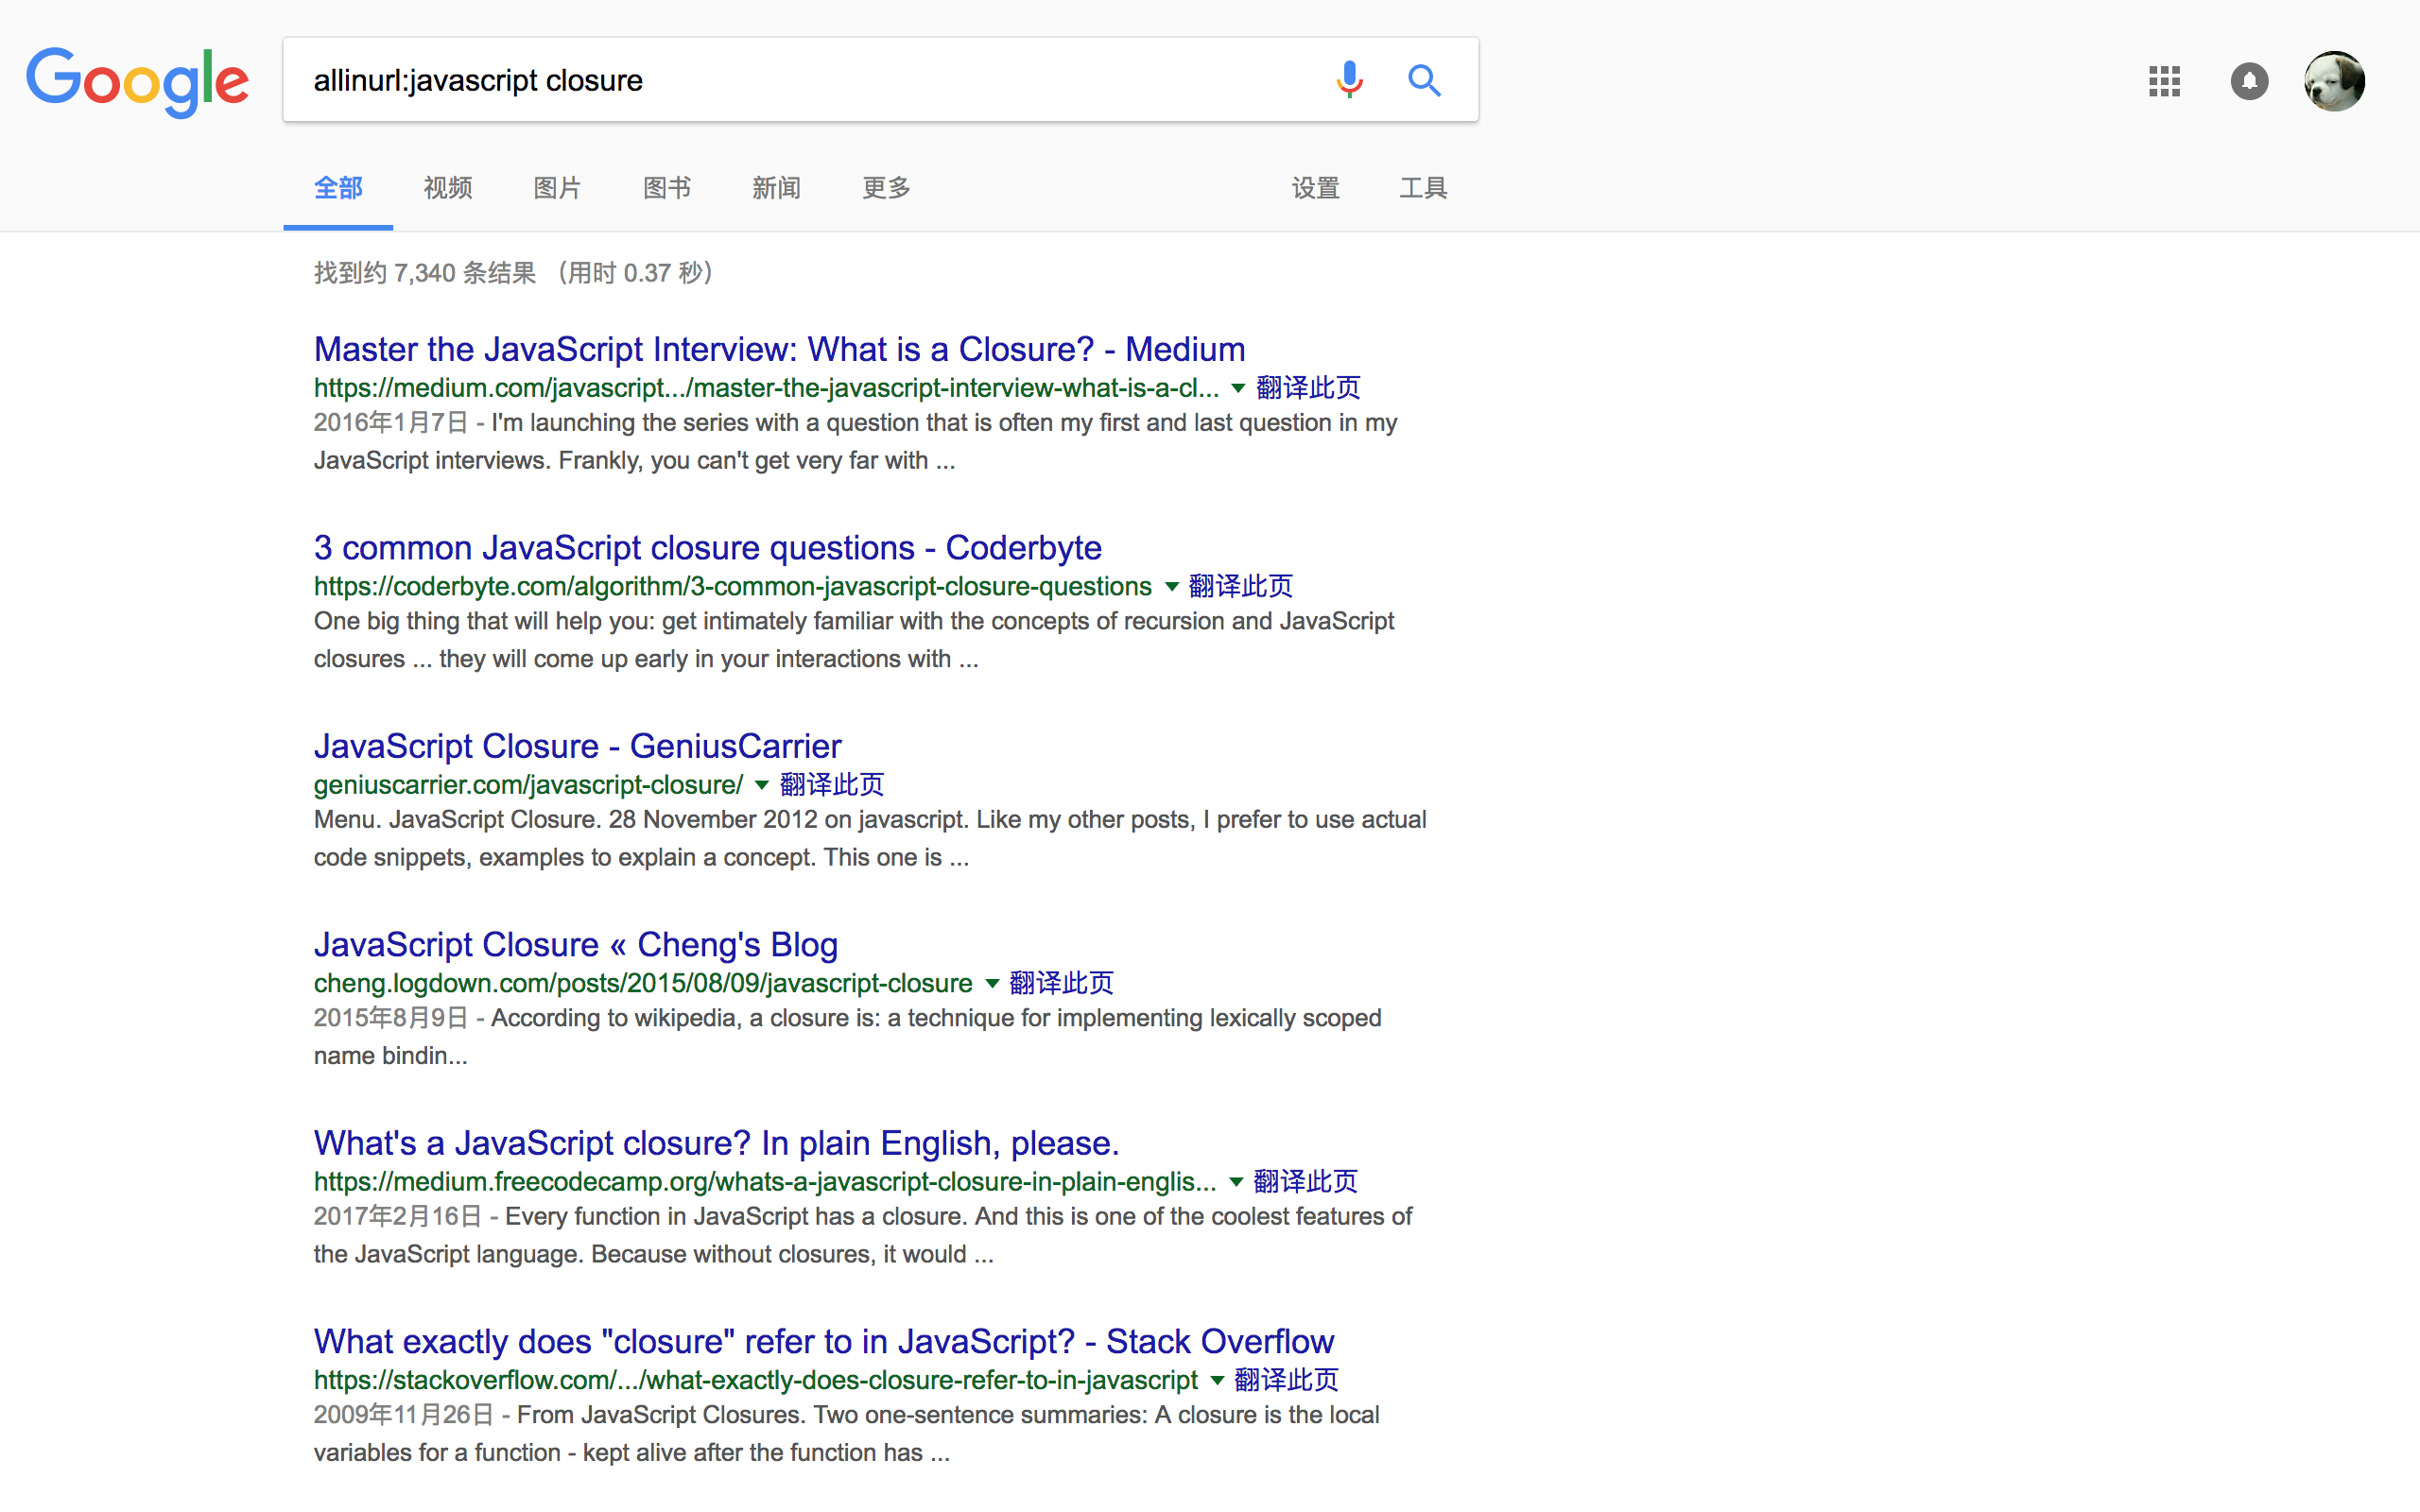 Google
allinurl:javascript closure
全部 视频 图片 图书 新闻 更多 设置 工具
找到约 7,340 条结果 （用时 0.37 秒）
Master the JavaScript Interview: What is a Closure? - Medium
https://medium.com/javascript.../master-the-javascript-interview-what-is-a-cl... 翻译此页
2016年1月7日 - I'm launching the series with a question that is often my first and last question in my
JavaScript interviews. Frankly, you can't get very far with ...
3 common JavaScript closure questions - Coderbyte
https://coderbyte.com/algorithm/3-common-javascript-closure-questions 翻译此页
One big thing that will help you: get intimately familiar with the concepts of recursion and JavaScript
closures ... they will come up early in your interactions with ...
JavaScript Closure - GeniusCarrier
geniuscarrier.com/javascript-closure/ 翻译此页
Menu. JavaScript Closure. 28 November 2012 on javascript. Like my other posts, I prefer to use actual
code snippets, examples to explain a concept. This one is ...
JavaScript Closure « Cheng's Blog
cheng.logdown.com/posts/2015/08/09/javascript-closure 翻译此页
2015年8月9日 - According to wikipedia, a closure is: a technique for implementing lexically scoped
name bindin...
What's a JavaScript closure? In plain English, please.
https://medium.freecodecamp.org/whats-a-javascript-closure-in-plain-englis... 翻译此页
2017年2月16日 - Every function in JavaScript has a closure. And this is one of the coolest features of
the JavaScript language. Because without closures, it would ...
What exactly does "closure" refer to in JavaScript? - Stack Overflow
https://stackoverflow.com/.../what-exactly-does-closure-refer-to-in-javascript 翻译此页
2009年11月26日 - From JavaScript Closures. Two one-sentence summaries: A closure is the local
variables for a function - kept alive after the function has ...